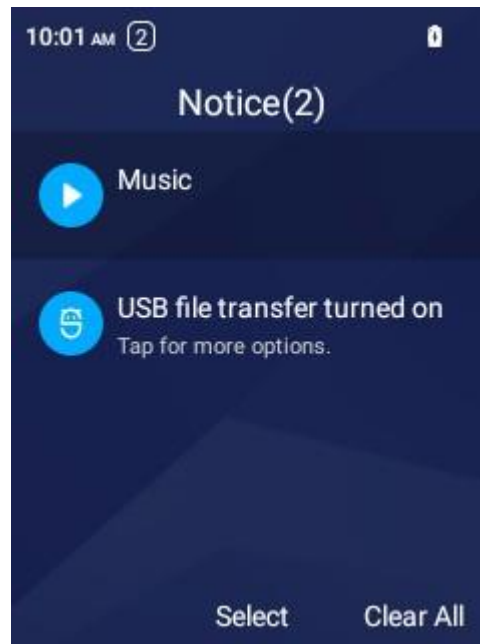 10:01 AM 2
Notice(2)
Music
USB file transfer turned on
Tap for more options.
Select Clear All